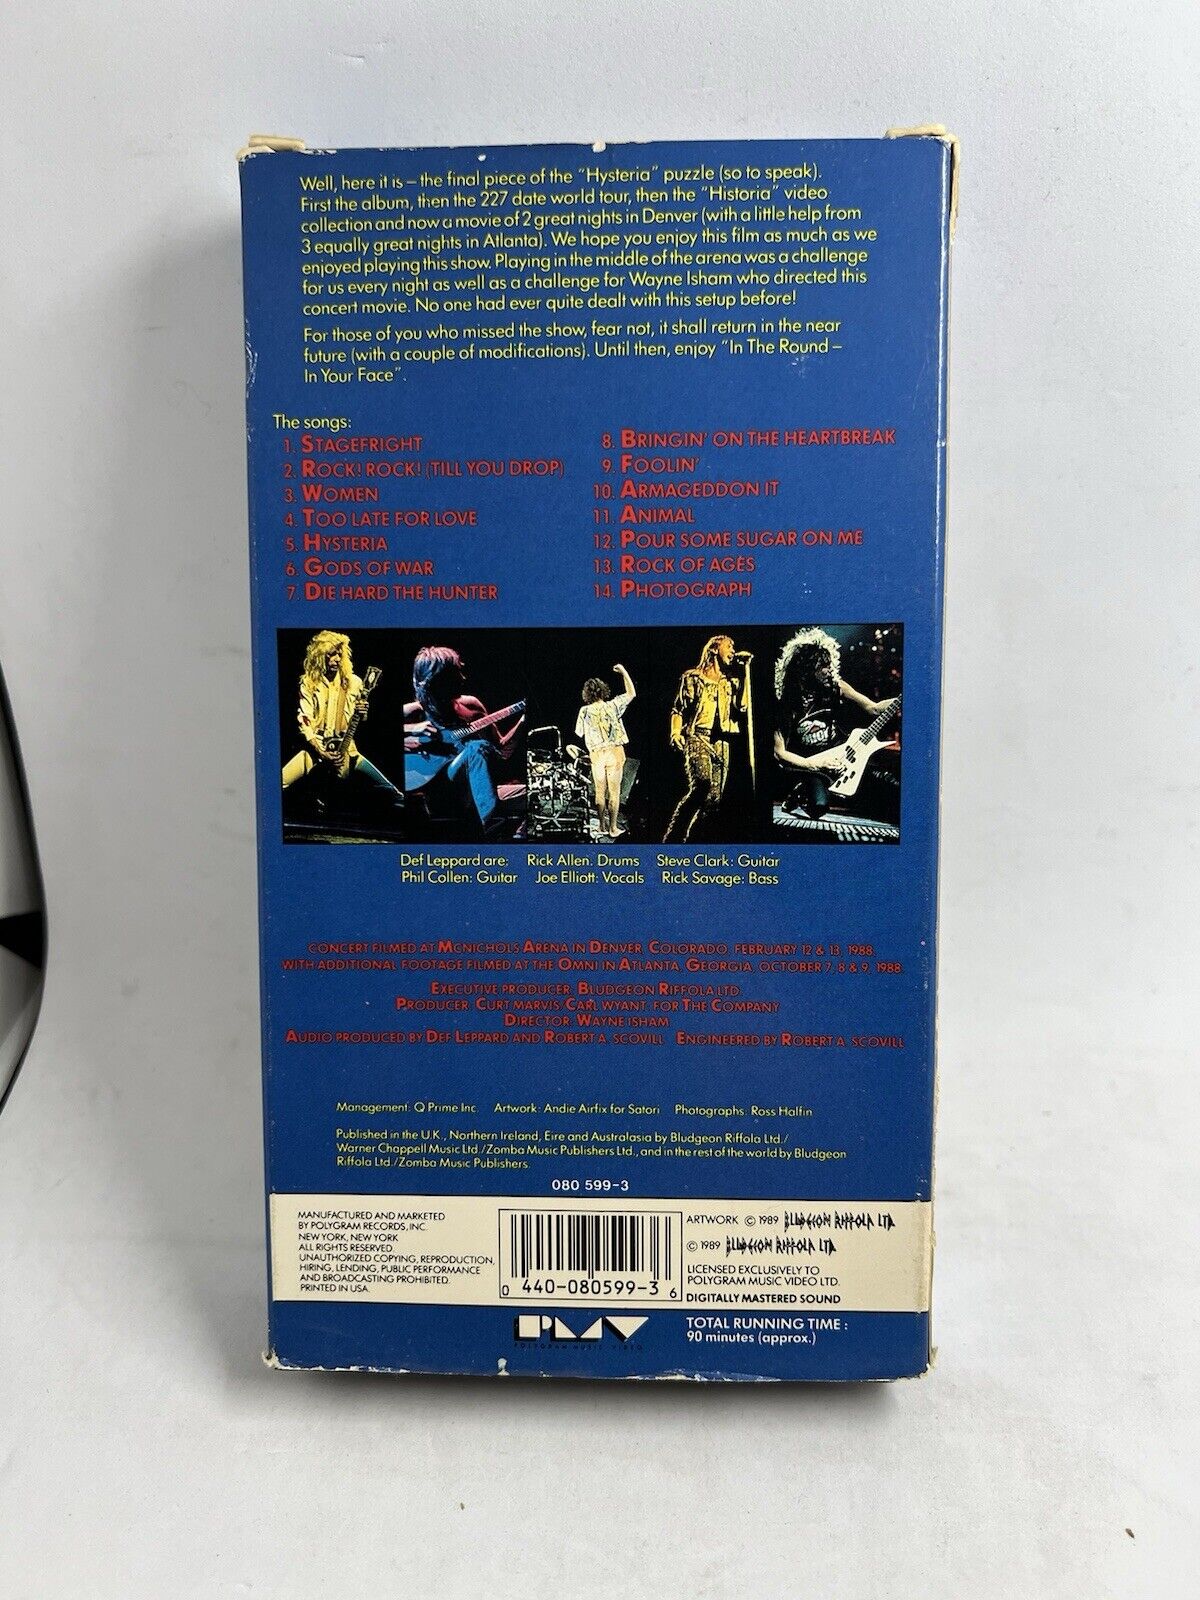 Well, here it is – the final piece of the "Hysteria" puzzle (so to speak).
First the album, then the 227 date world tour, then the "Historia" video
collection and now a movie of 2 great nights in Denver (with a little help from
3 equally great nights in Atlanta). We hope you enjoy this film as much as we
enjoyed playing this show. Playing in the middle of the arena was a challenge
for us every night as well as a challenge for Wayne Isham who directed this
concert movie. No one had ever quite dealt with this setup before!
For those of you who missed the show, fear not, it shall return in the near
future (with a couple of modifications). Until then, enjoy "In The Round –
In Your Face".
The songs:
1. STAGEFRIGHT
2. ROCK! ROCK! (TILL YOU DROP)
3. WOMEN
4. TOO LATE FOR LOVE
5. HYSTERIA
6. GODS OF WAR
7. DIE HARD THE HUNTER
8. BRINGIN' ON THE HEARTBREAK
9. FOOLIN'
10. ARMAGEDDON IT
11. ANIMAL
12. POUR SOME SUGAR ON ME
13. ROCK OF AGES
14. PHOTOGRAPH
Def Leppard are: Rick Allen. Drums Steve Clark: Guitar
Phil Collen: Guitar Joe Elliott: Vocals Rick Savage: Bass
CONCERT FILMED AT MCNICHOLS ARENA IN DENVER, COLORADO, FEBRUARY 12 & 13, 1988,
WITH ADDITIONAL FOOTAGE FILMED AT THE OMNI IN ATLANTA, GEORGIA, OCTOBER 7, 8 & 9, 1988
EXECUTIVE PRODUCER: BLUDGEON RIFFOLA LTD.
PRODUCER: CURT MARVIS/CARL WYANT, FOR THE COMPANY
DIRECTOR: WAYNE ISHAM
AUDIO PRODUCED BY DEF LEPPARD AND ROBERT A. SCOVILL ENGINEERED BY ROBERT A. SCOVILL
Management: Q Prime Inc. Artwork: Andie Airfix for Satori Photographs: Ross Halfin
Published in the U.K., Northern Ireland, Eire and Australasia by Bludgeon Riffola Ltd./
Warner Chappell Music Ltd./Zomba Music Publishers Ltd., and in the rest of the world by Bludgeon
Riffola Ltd./Zomba Music Publishers.
080 599-3
MANUFACTURED AND MARKETED
BY POLYGRAM RECORDS, INC.
NEW YORK, NEW YORK
ALL RIGHTS RESERVED.
UNAUTHORIZED COPYING, REPRODUCTION,
HIRING, LENDING, PUBLIC PERFORMANCE
AND BROADCASTING PROHIBITED.
PRINTED IN USA.
0 440-080599-3 6
ARTWORK © 1989 BLUDGEON RIFFOLA LTD.
© 1989 BLUDGEON RIFFOLA LTD.
LICENSED EXCLUSIVELY TO
POLYGRAM MUSIC VIDEO LTD.
DIGITALLY MASTERED SOUND
PMV
POLYGRAM MUSIC VIDEO
TOTAL RUNNING TIME:
90 minutes (approx.)